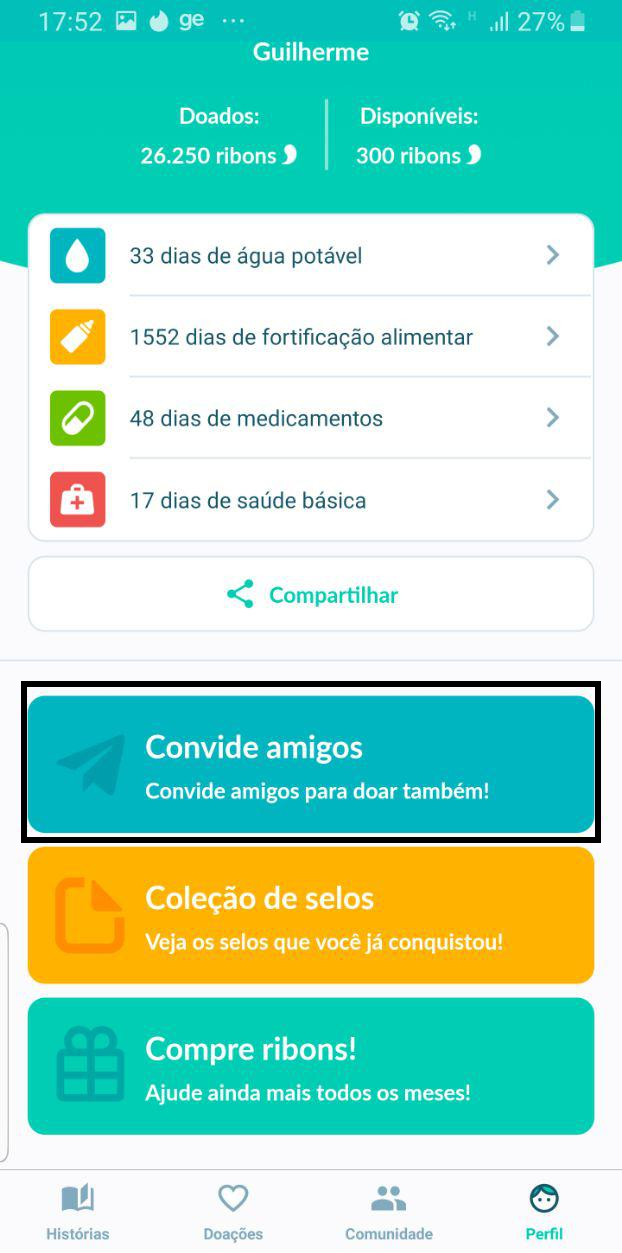 17:52 ge ... H 27%
Guilherme
Doados: Disponíveis:
26.250 ribons 300 ribons
33 dias de água potável
1552 dias de fortificação alimentar
48 dias de medicamentos
17 dias de saúde básica
Compartilhar
Convide amigos
Convide amigos para doar também!
Coleção de selos
Veja os selos que você já conquistou!
Compre ribons!
Ajude ainda mais todos os meses!
Histórias Doações Comunidade Perfil